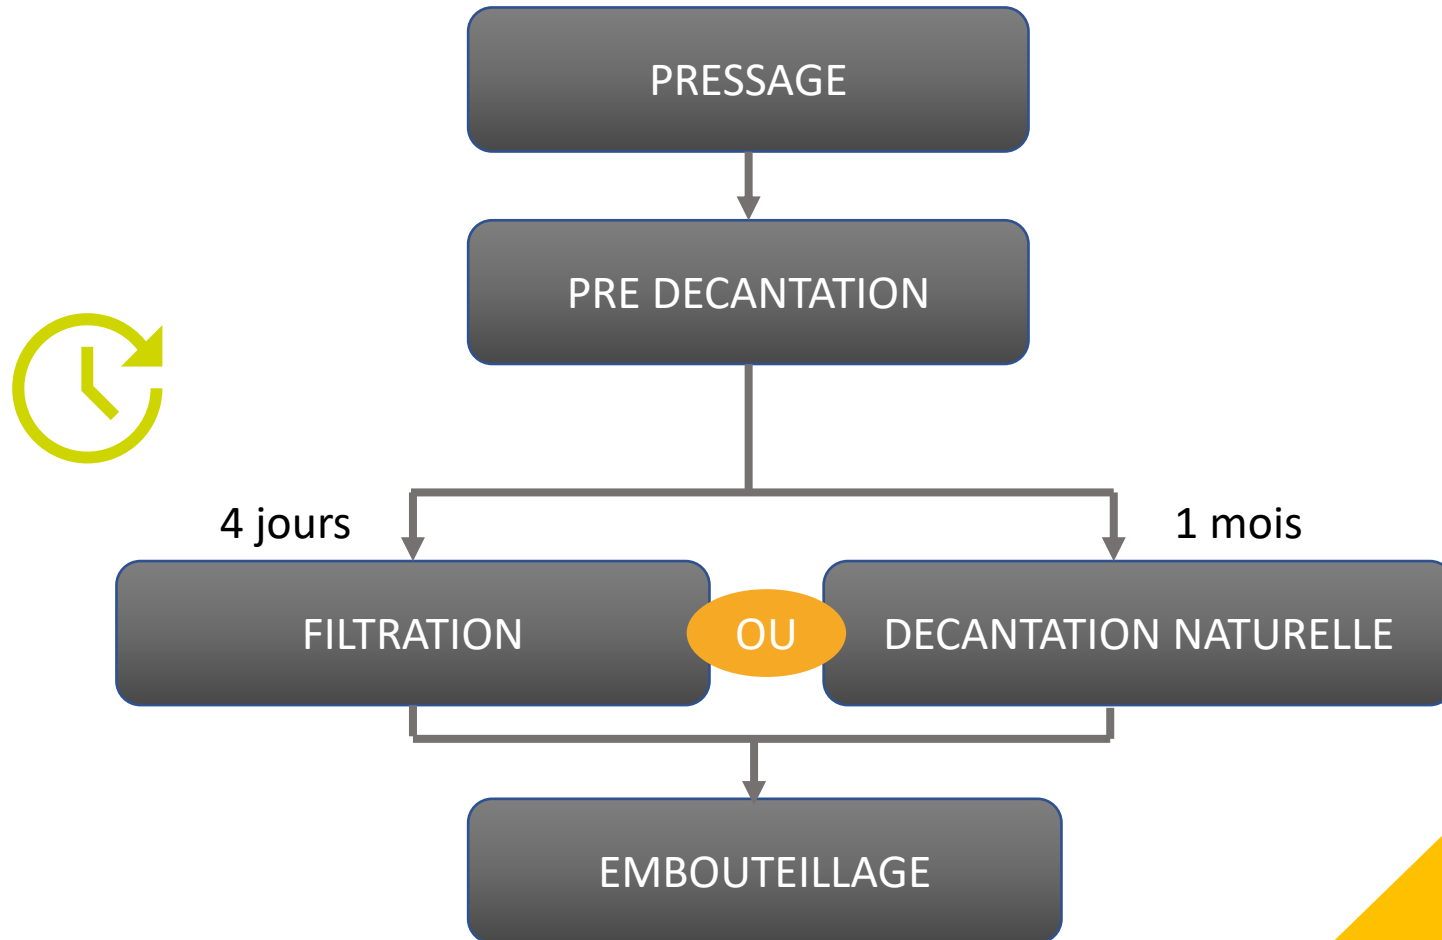 PRESSAGE
PRE DECANTATION
4 jours
1 mois
FILTRATION
OU
DECANTATION NATURELLE
EMBOUTEILLAGE